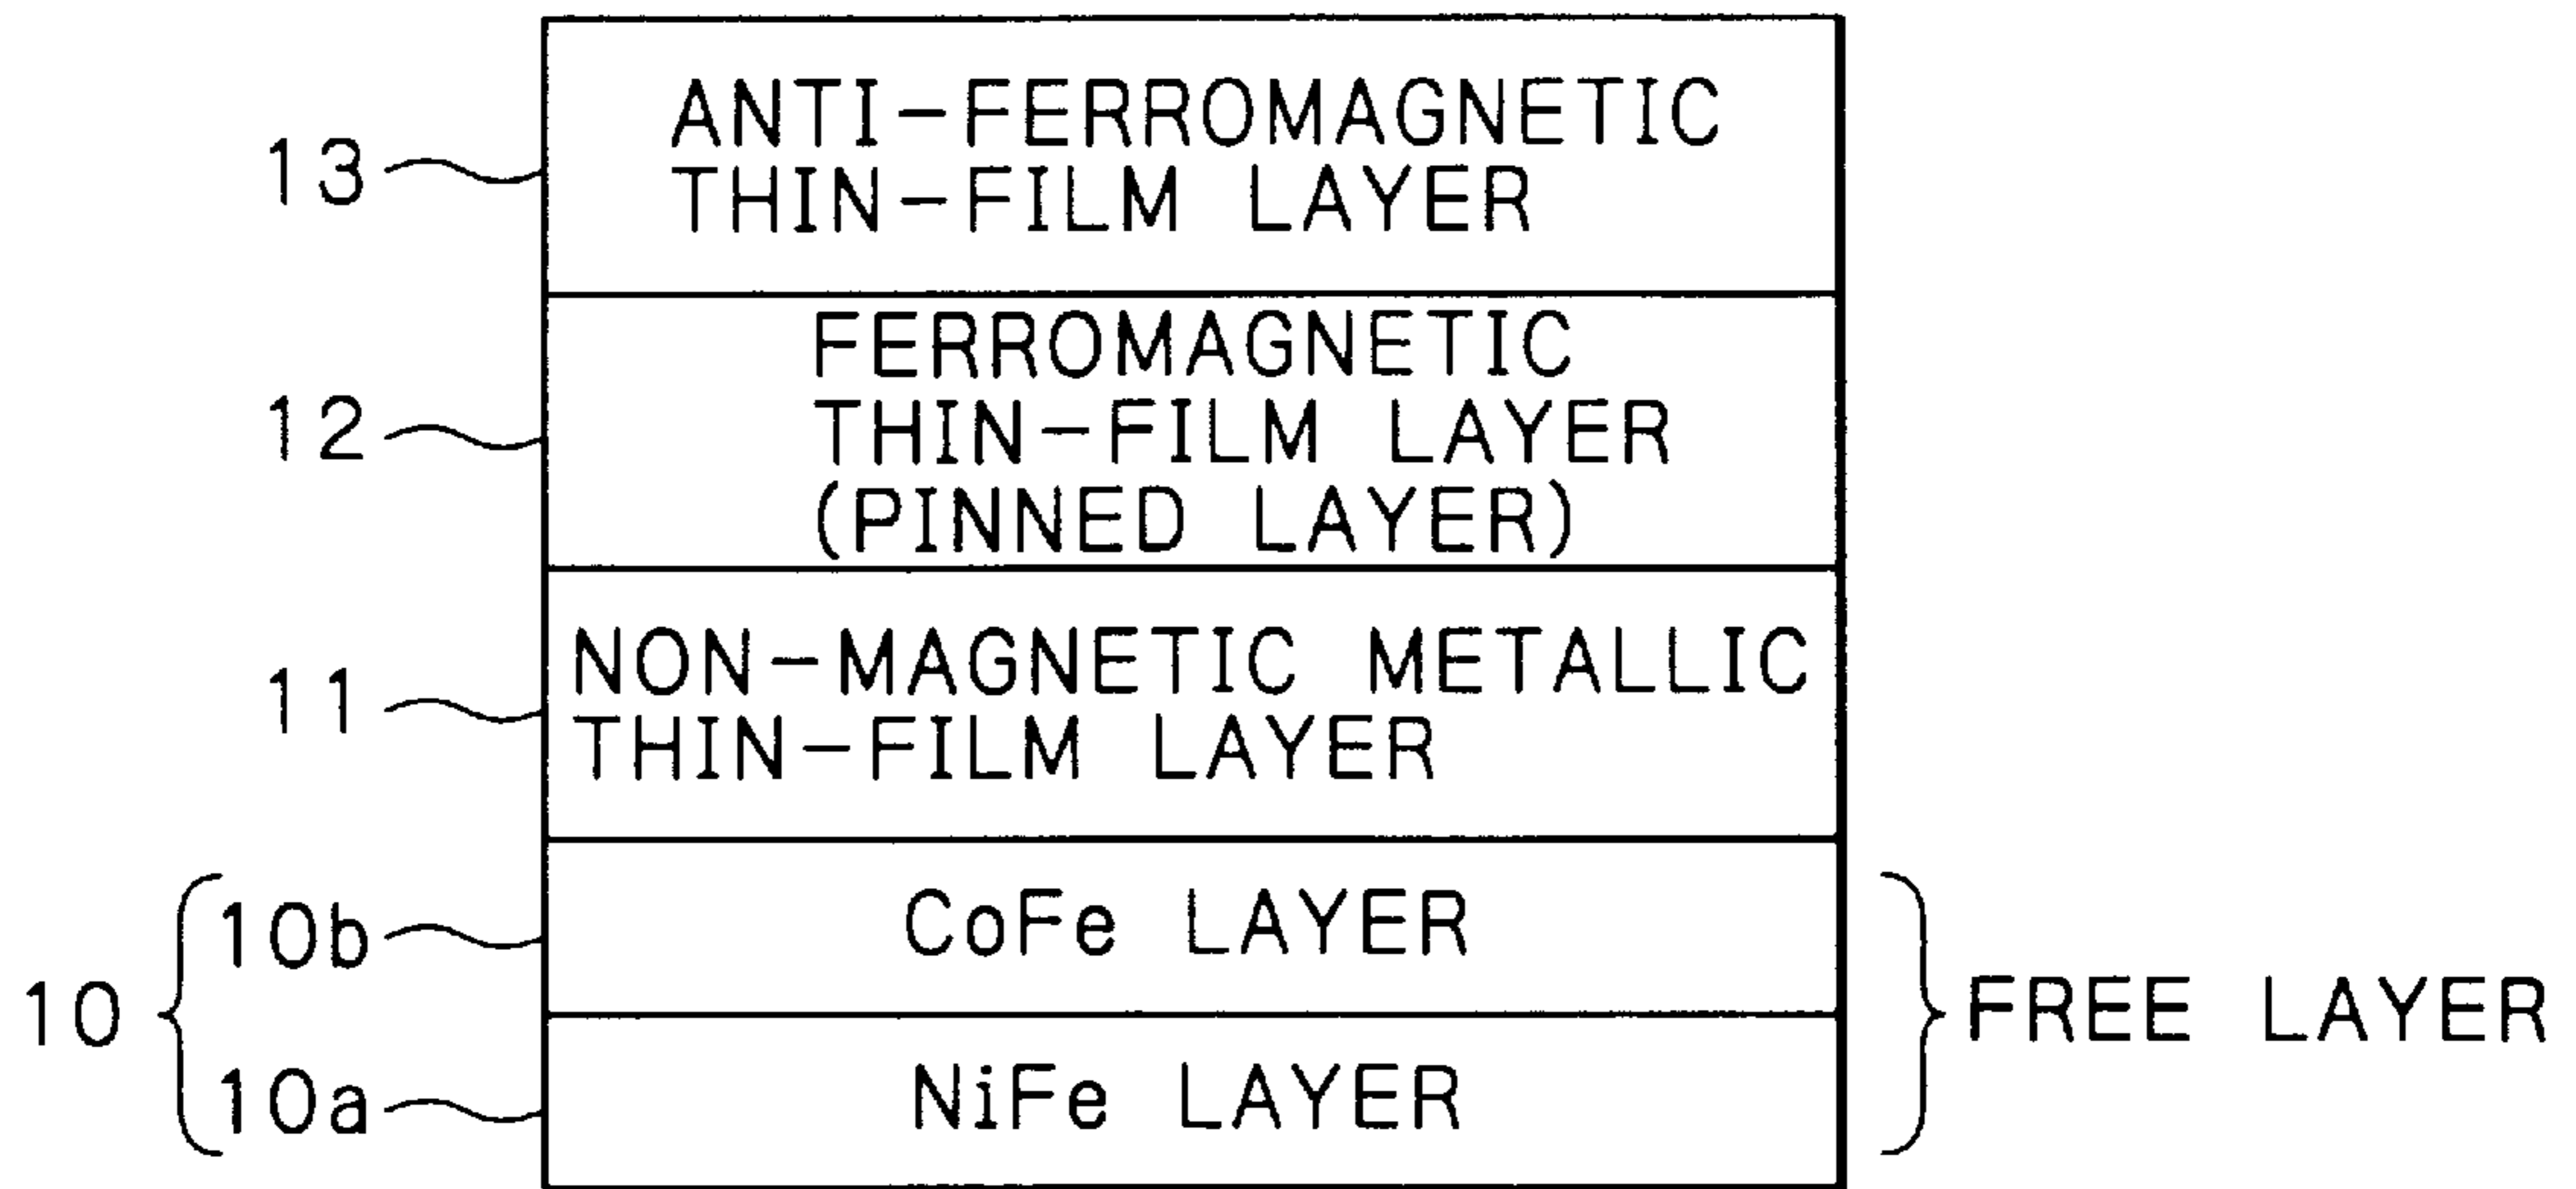 13
ANTI-FERROMAGNETIC
THIN-FILM LAYER
12
FERROMAGNETIC
THIN-FILM LAYER
(PINNED LAYER)
11
NON-MAGNETIC METALLIC
THIN-FILM LAYER
10
10b
CoFe LAYER
10a
NiFe LAYER
FREE LAYER